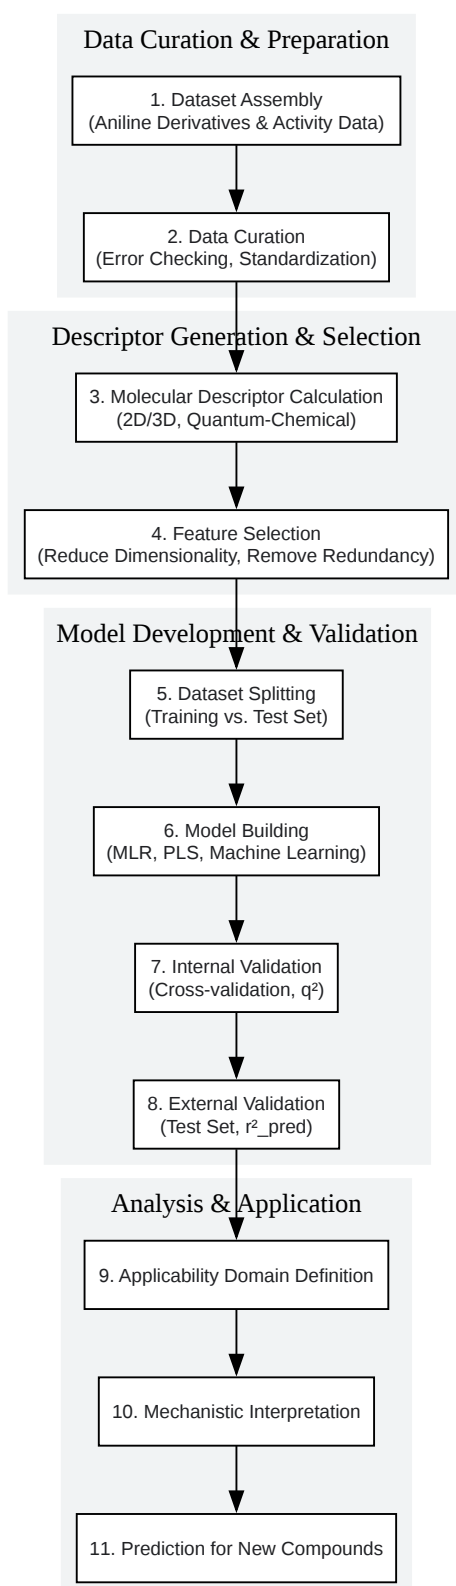 Data Curation & Preparation
1. Dataset Assembly
(Aniline Derivatives & Activity Data)
2. Data Curation
(Error Checking, Standardization)
Descriptor Generation & Selection
3. Molecular Descriptor Calculation
(2D/3D, Quantum-Chemical)
4. Feature Selection
(Reduce Dimensionality, Remove Redundancy)
Model Development & Validation
5. Dataset Splitting
(Training vs. Test Set)
6. Model Building
(MLR, PLS, Machine Learning)
7. Internal Validation
(Cross-validation, q²)
8. External Validation
(Test Set, r²_pred)
Analysis & Application
9. Applicability Domain Definition
10. Mechanistic Interpretation
11. Prediction for New Compounds